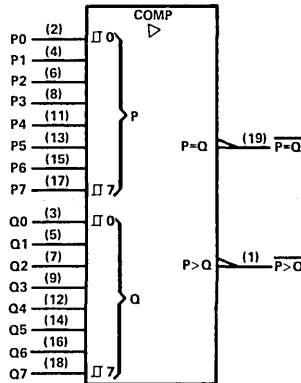 COMP
P0 (2) 0
P1 (4)
P2 (6)
P3 (8)
P4 (11)
P5 (13)
P6 (15)
P7 (17) 7
P
Q0 (3) 0
Q1 (5)
Q2 (7)
Q3 (9)
Q4 (12)
Q5 (14)
Q6 (16)
Q7 (18) 7
Q
P=Q (19) P=Q
P>Q (1) P>Q